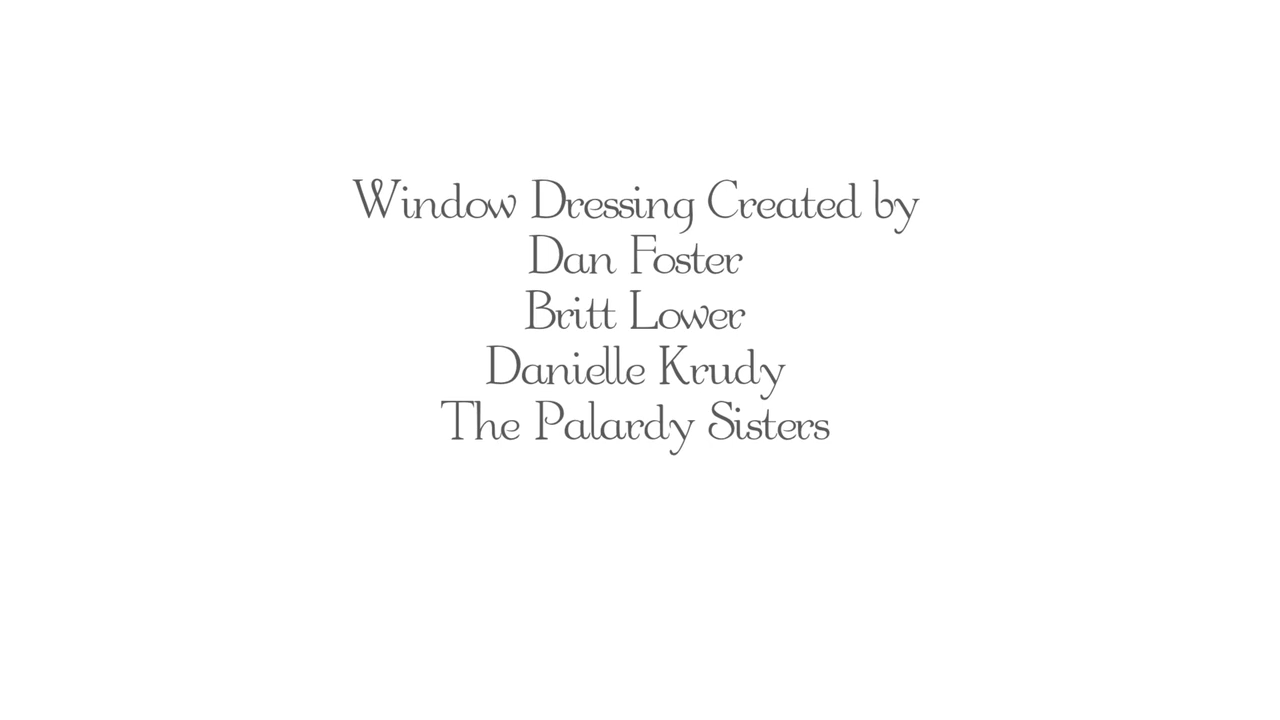 Window Dressing Created by
Dan Foster
Britt Lower
Danielle Krudy
The Palardy Sisters